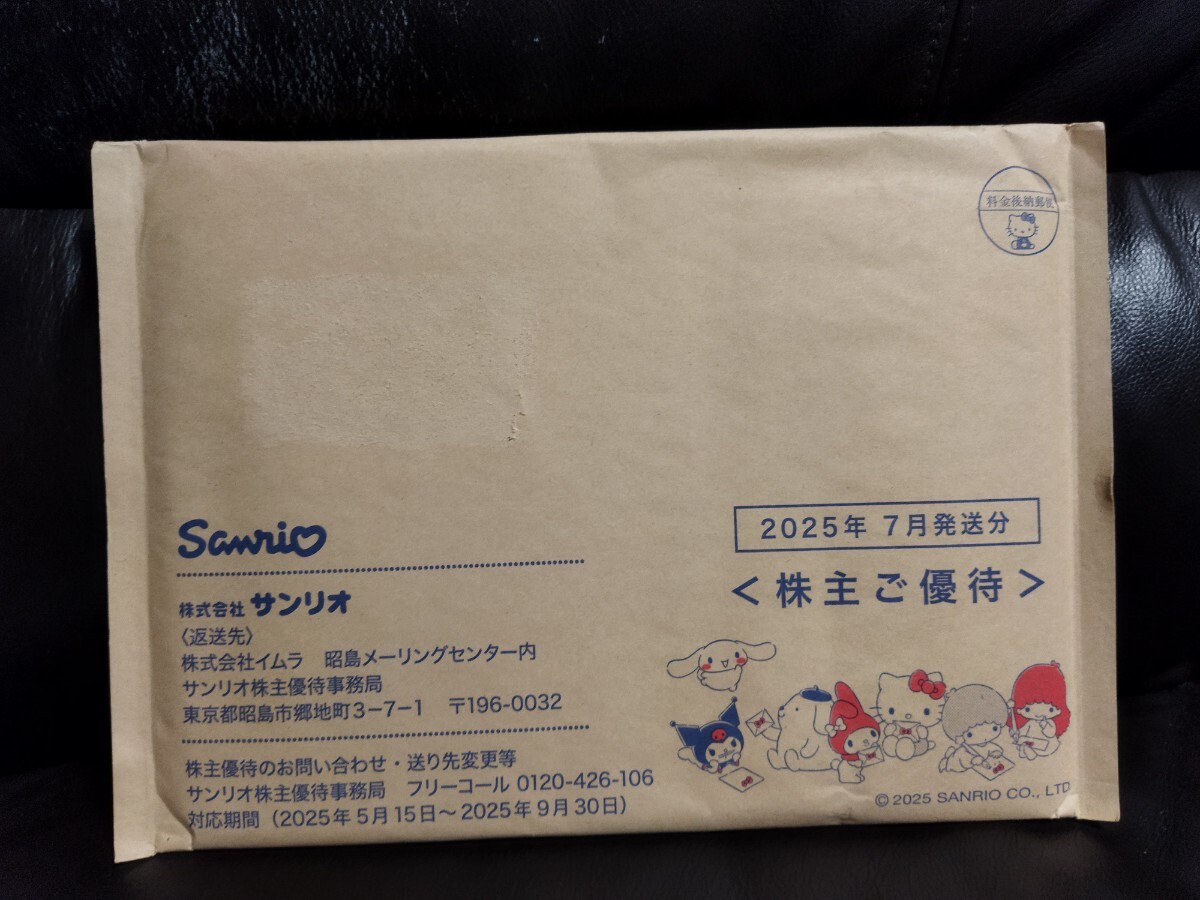 料金後納郵便
Sanrio
株式会社 サンリオ
〈返送先〉
株式会社イムラ　昭島メーリングセンター内
サンリオ株主優待事務局
東京都昭島市郷地町3-7-1　〒196-0032
株主優待のお問い合わせ・送り先変更等
サンリオ株主優待事務局　フリーコール 0120-426-106
対応期間（2025年5月15日～2025年9月30日）
2025年 7月発送分
＜株主ご優待＞
© 2025 SANRIO CO., LTD